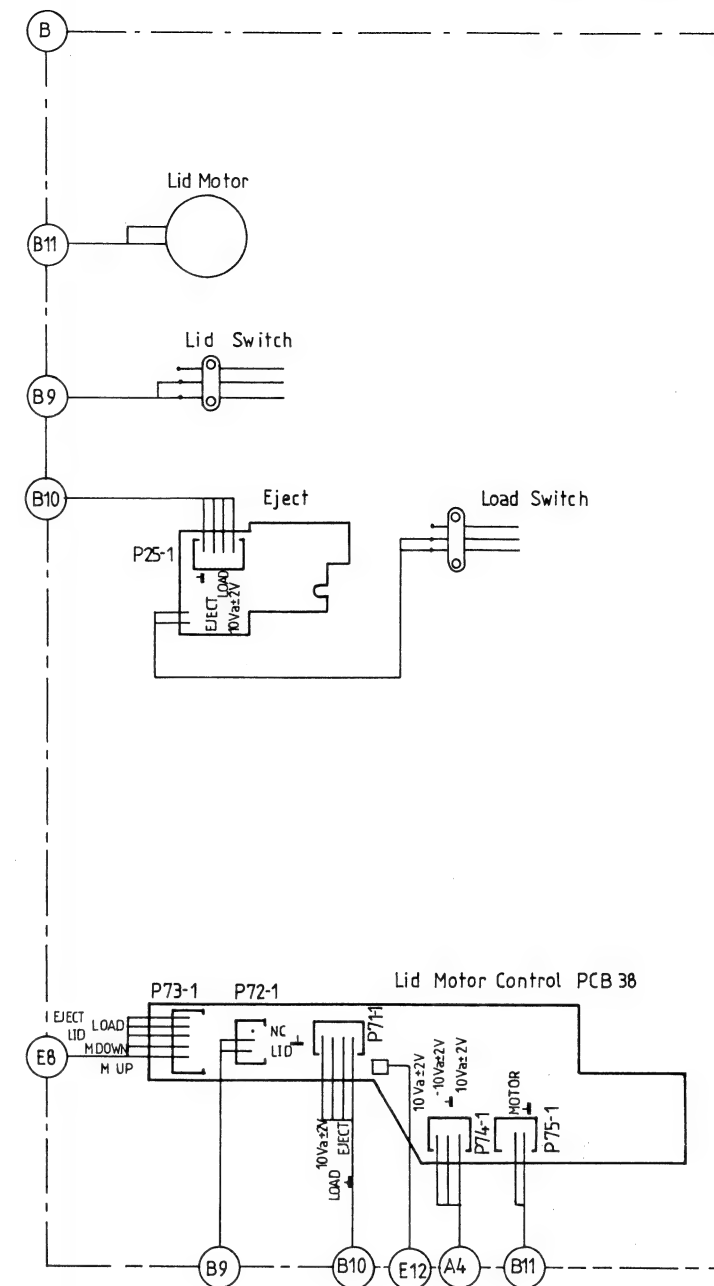 B
Lid Motor
B11
Lid Switch
B9
B10
Eject
Load Switch
P25-1
EJECT
LOAD
10Va±2V
Lid Motor Control PCB 38
P73-1
P72-1
P71-1
EJECT
LOAD
LID
M DOWN
M UP
E8
NC
LID
10Va±2V
-10Va±2V
10Va±2V
MOTOR
P74-1
P75-1
10Va±2V
EJECT
LOAD
B9
B10
E12
A4
B11